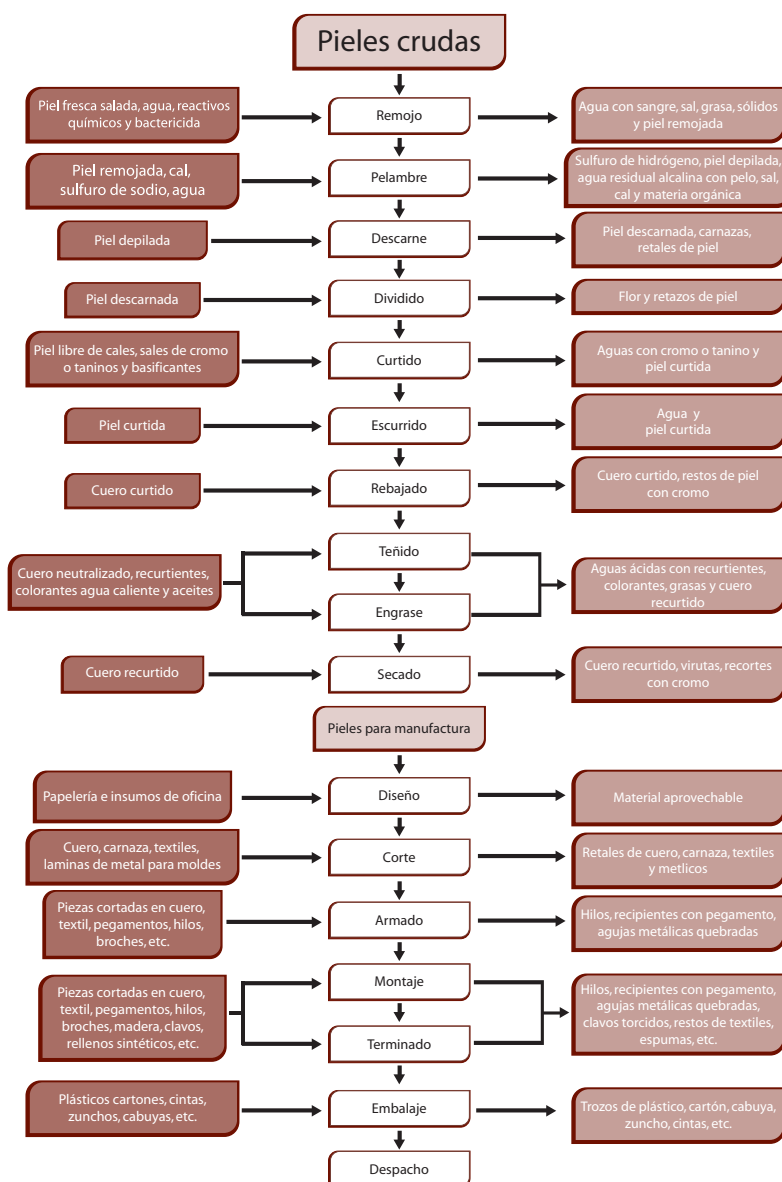 Pieles crudas
Piel fresca salada, agua, reactivos
químicos y bactericida
Remojo
Agua con sangre, sal, grasa, sólidos
y piel remojada
Piel remojada, cal,
sulfuro de sodio, agua
Pelambre
Sulfuro de hidrógeno, piel depilada,
agua residual alcalina con pelo, sal,
cal y materia orgánica
Piel depilada
Descarne
Piel descarnada, carnazas,
retales de piel
Piel descarnada
Dividido
Flor y retazos de piel
Piel libre de cales, sales de cromo
o taninos y basificantes
Curtido
Aguas con cromo o tanino y
piel curtida
Piel curtida
Escurrido
Agua y
piel curtida
Cuero curtido
Rebajado
Cuero curtido, restos de piel
con cromo
Cuero neutralizado, recurtientes,
colorantes agua caliente y aceites
Teñido
Engrase
Aguas ácidas con recurtientes,
colorantes, grasas y cuero
recurtido
Cuero recurtido
Secado
Cuero recurtido, virutas, recortes
con cromo
Pieles para manufactura
Papelería e insumos de oficina
Diseño
Material aprovechable
Cuero, carnaza, textiles,
laminas de metal para moldes
Corte
Retales de cuero, carnaza, textiles
y metlicos
Piezas cortadas en cuero,
textil, pegamentos, hilos,
broches, etc.
Armado
Hilos, recipientes con pegamento,
agujas metálicas quebradas
Piezas cortadas en cuero,
textil, pegamentos, hilos,
broches, madera, clavos,
rellenos sintéticos, etc.
Montaje
Terminado
Hilos, recipientes con pegamento,
agujas metálicas quebradas,
clavos torcidos, restos de textiles,
espumas, etc.
Plásticos cartones, cintas,
zunchos, cabuyas, etc.
Embalaje
Trozos de plástico, cartón, cabuya,
zuncho, cintas, etc.
Despacho